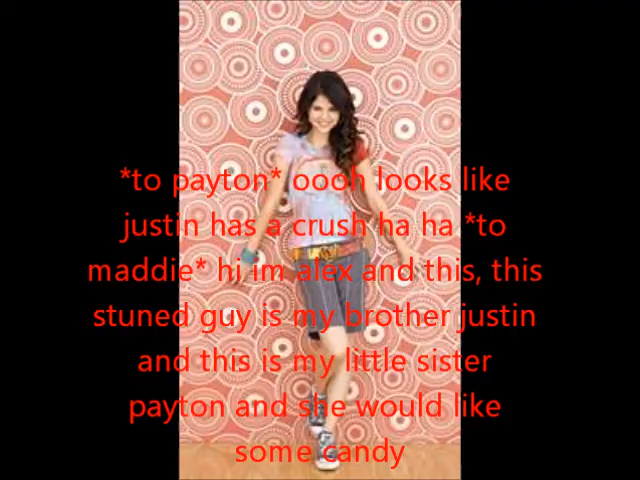 *to payton* oooh looks like
justin has a crush ha ha *to
maddie* hi im alex and this, this
stuned guy is my brother justin
and this is my little sister
payton and she would like
some candy